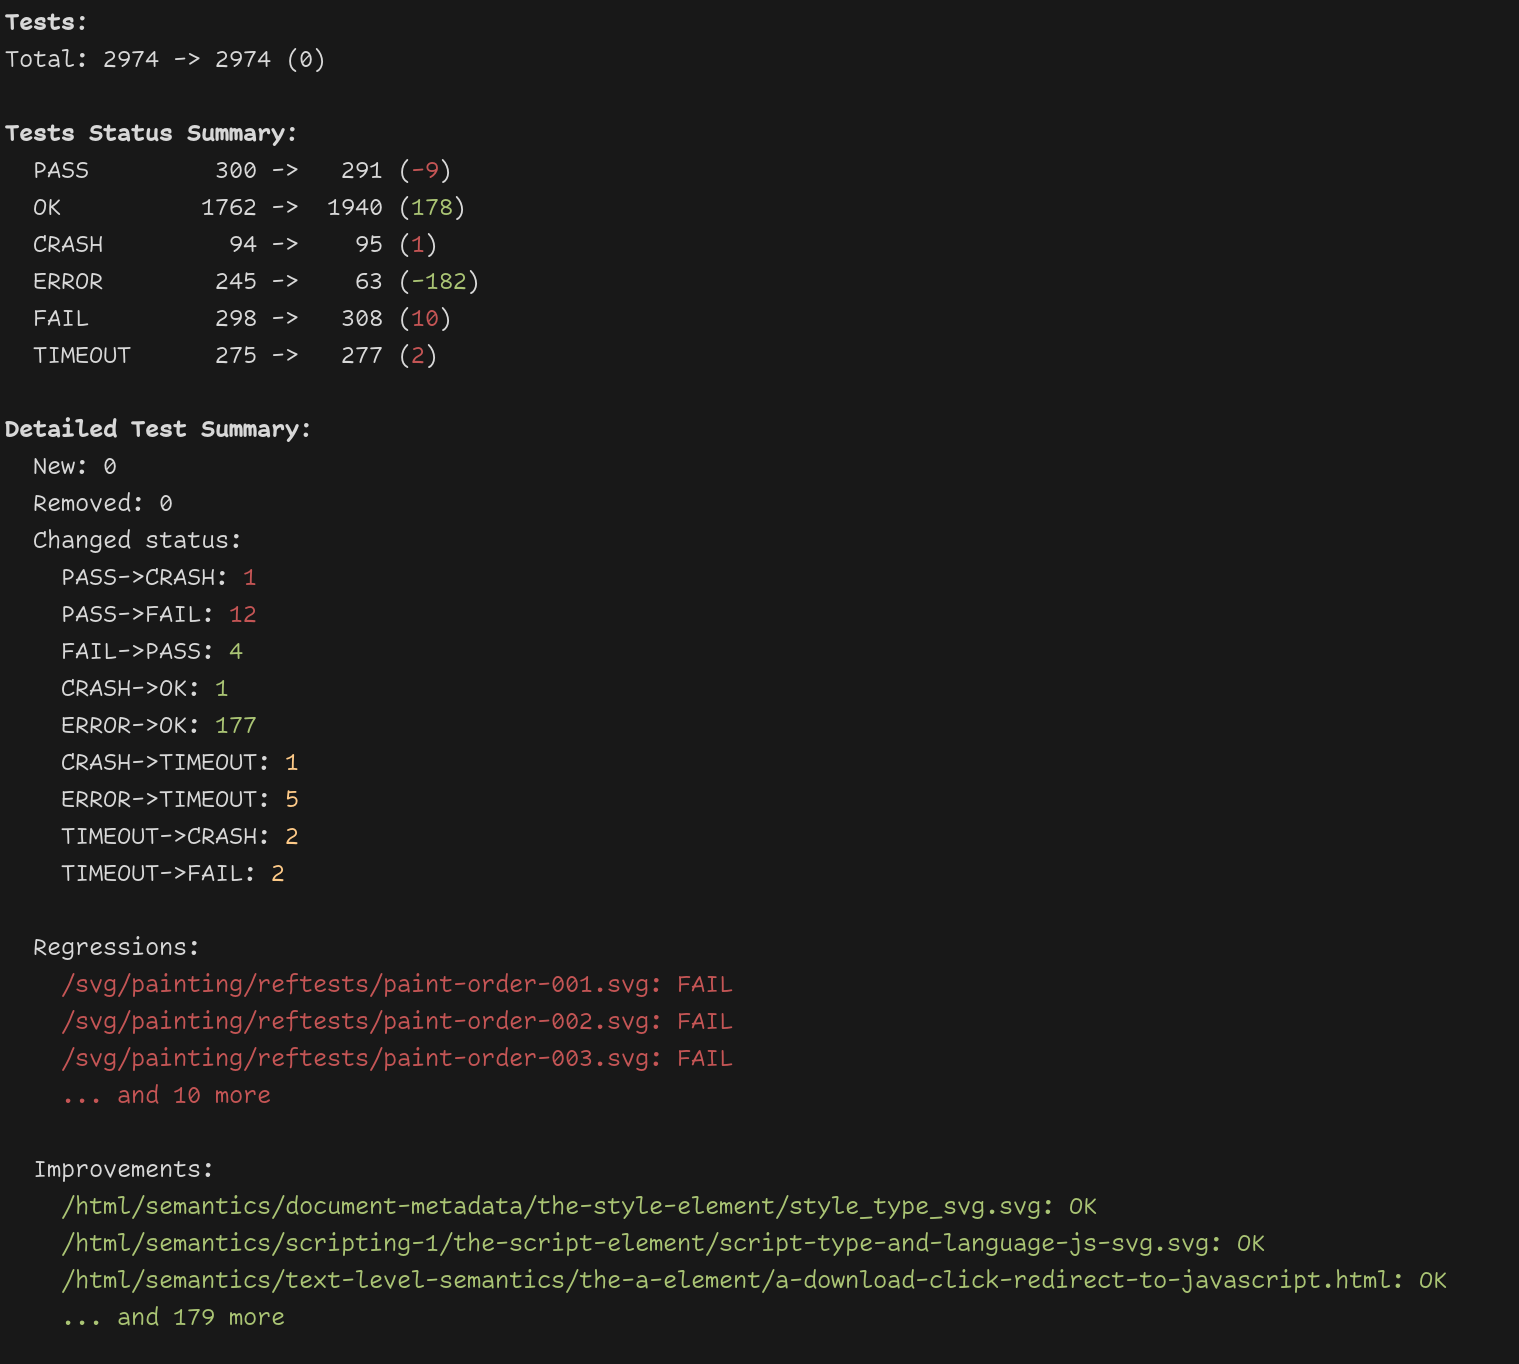 Tests:
Total: 2974 -> 2974 (0)
Tests Status Summary:
PASS 300 -> 291 (-9)
OK 1762 -> 1940 (178)
CRASH 94 -> 95 (1)
ERROR 245 -> 63 (-182)
FAIL 298 -> 308 (10)
TIMEOUT 275 -> 277 (2)
Detailed Test Summary:
New: 0
Removed: 0
Changed status:
PASS->CRASH: 1
PASS->FAIL: 12
FAIL->PASS: 4
CRASH->OK: 1
ERROR->OK: 177
CRASH->TIMEOUT: 1
ERROR->TIMEOUT: 5
TIMEOUT->CRASH: 2
TIMEOUT->FAIL: 2
Regressions:
/svg/painting/reftests/paint-order-001.svg: FAIL
/svg/painting/reftests/paint-order-002.svg: FAIL
/svg/painting/reftests/paint-order-003.svg: FAIL
... and 10 more
Improvements:
/html/semantics/document-metadata/the-style-element/style_type_svg.svg: OK
/html/semantics/scripting-1/the-script-element/script-type-and-language-js-svg.svg: OK
/html/semantics/text-level-semantics/the-a-element/a-download-click-redirect-to-javascript.html: OK
... and 179 more